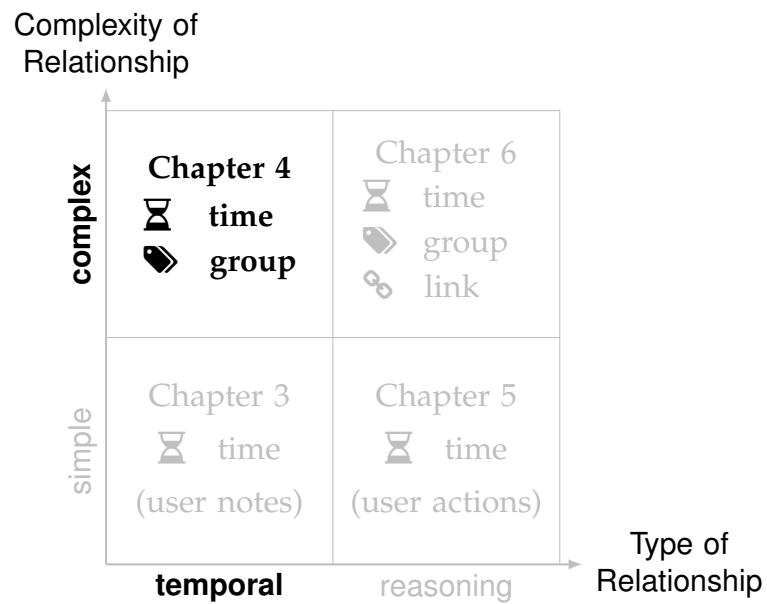 Complexity of
Relationship
complex
Chapter 4
time
group
Chapter 6
time
group
link
simple
Chapter 3
time
(user notes)
Chapter 5
time
(user actions)
temporal
reasoning
Type of
Relationship